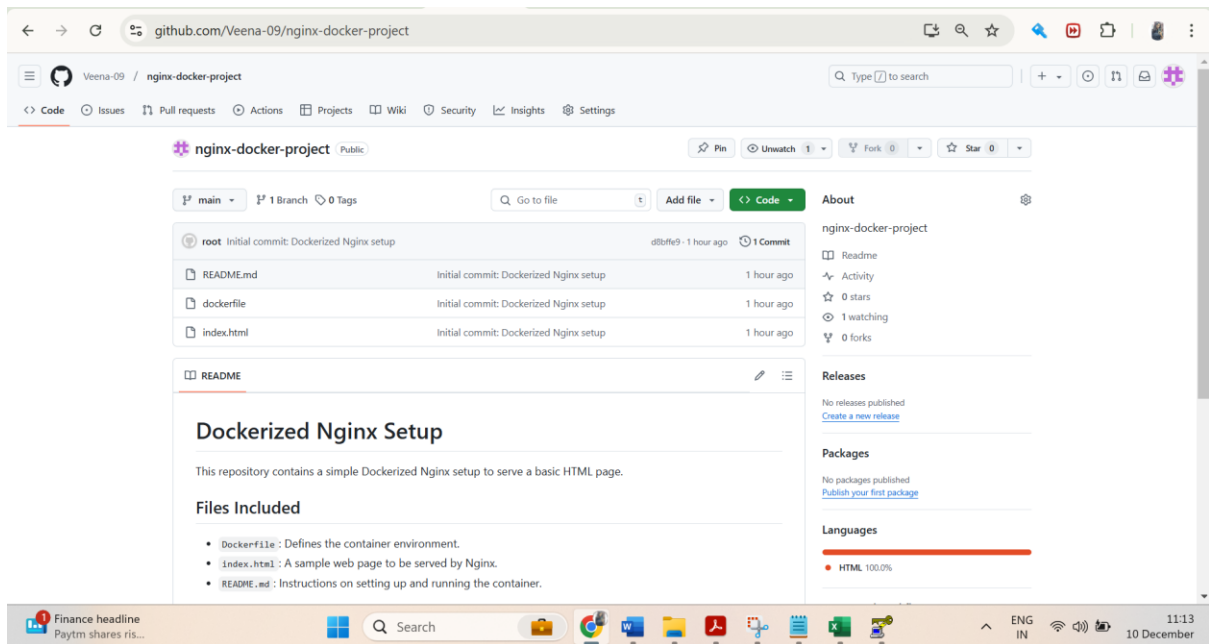 github.com/Veena-09/nginx-docker-project
Veena-09 / nginx-docker-project
Type / to search
<> Code Issues Pull requests Actions Projects Wiki Security Insights Settings
nginx-docker-project Public
Pin Unwatch 1 Fork 0 Star 0
main 1 Branch 0 Tags
Go to file t Add file <> Code
root Initial commit: Dockerized Nginx setup d8bffe9 · 1 hour ago 1 Commit
README.md Initial commit: Dockerized Nginx setup 1 hour ago
dockerfile Initial commit: Dockerized Nginx setup 1 hour ago
index.html Initial commit: Dockerized Nginx setup 1 hour ago
README
Dockerized Nginx Setup
This repository contains a simple Dockerized Nginx setup to serve a basic HTML page.
Files Included
• Dockerfile : Defines the container environment.
• index.html : A sample web page to be served by Nginx.
• README.md : Instructions on setting up and running the container.
About
nginx-docker-project
Readme
Activity
0 stars
1 watching
0 forks
Releases
No releases published
Create a new release
Packages
No packages published
Publish your first package
Languages
HTML 100.0%
1
Finance headline
Paytm shares ris...
Search
ENG
IN
11:13
10 December